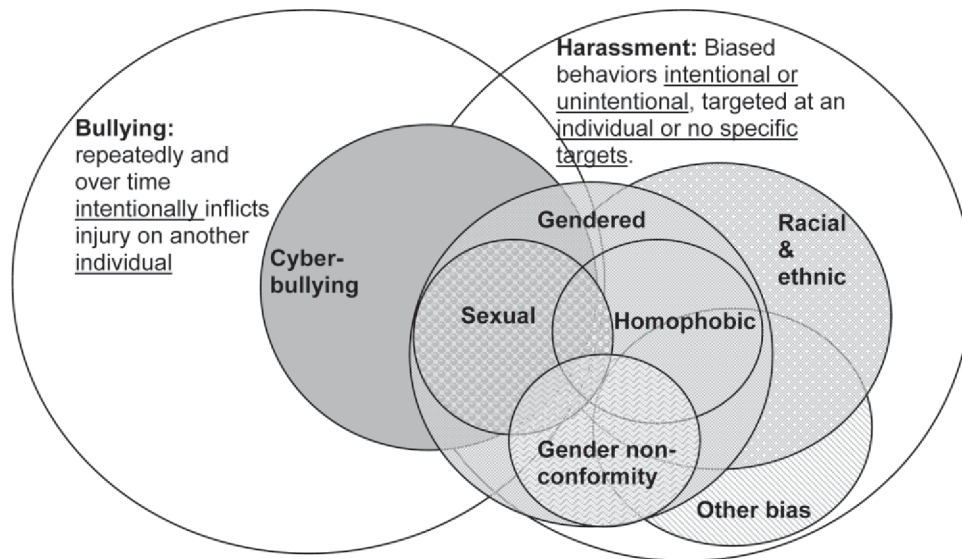 Bullying:
repeatedly and
over time
intentionally inflicts
injury on another
individual
Harassment: Biased
behaviors intentional or
unintentional, targeted at an
individual or no specific
targets.
Cyber-
bullying
Gendered
Sexual
Homophobic
Racial
&
ethnic
Gender non-
conformity
Other bias